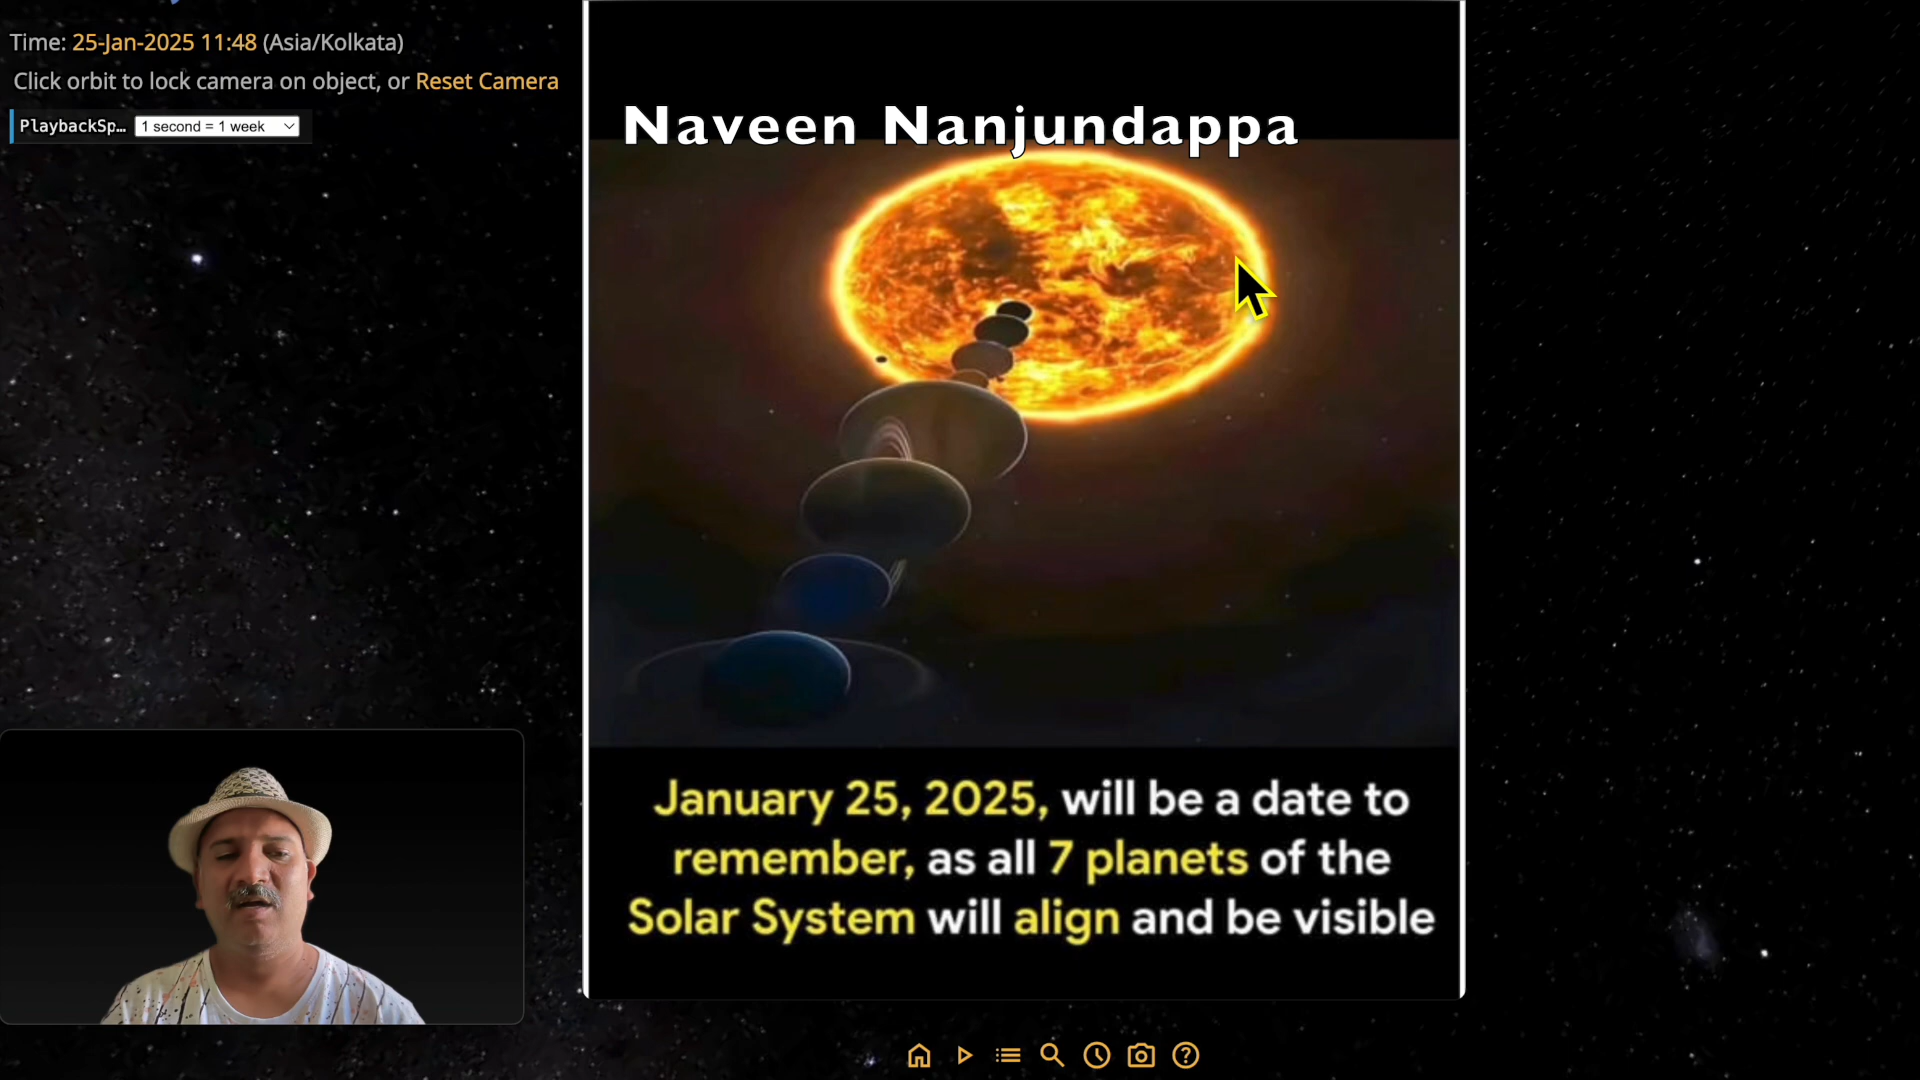 Time: 25-Jan-2025 11:48 (Asia/Kolkata)
Click orbit to lock camera on object, or Reset Camera
PlaybackSp... 1 second = 1 week
Naveen Nanjundappa
January 25, 2025, will be a date to
remember, as all 7 planets of the
Solar System will align and be visible